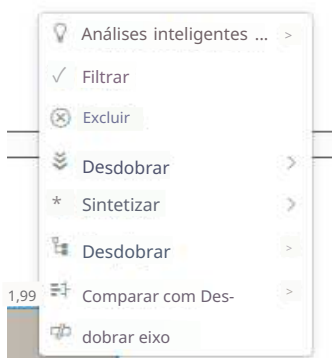 Análises inteligentes ... >
✓ Filtrar
Excluir
Desdobrar >
* Sintetizar >
Desdobrar >
1,99 Comparar com Des- >
dobrar eixo